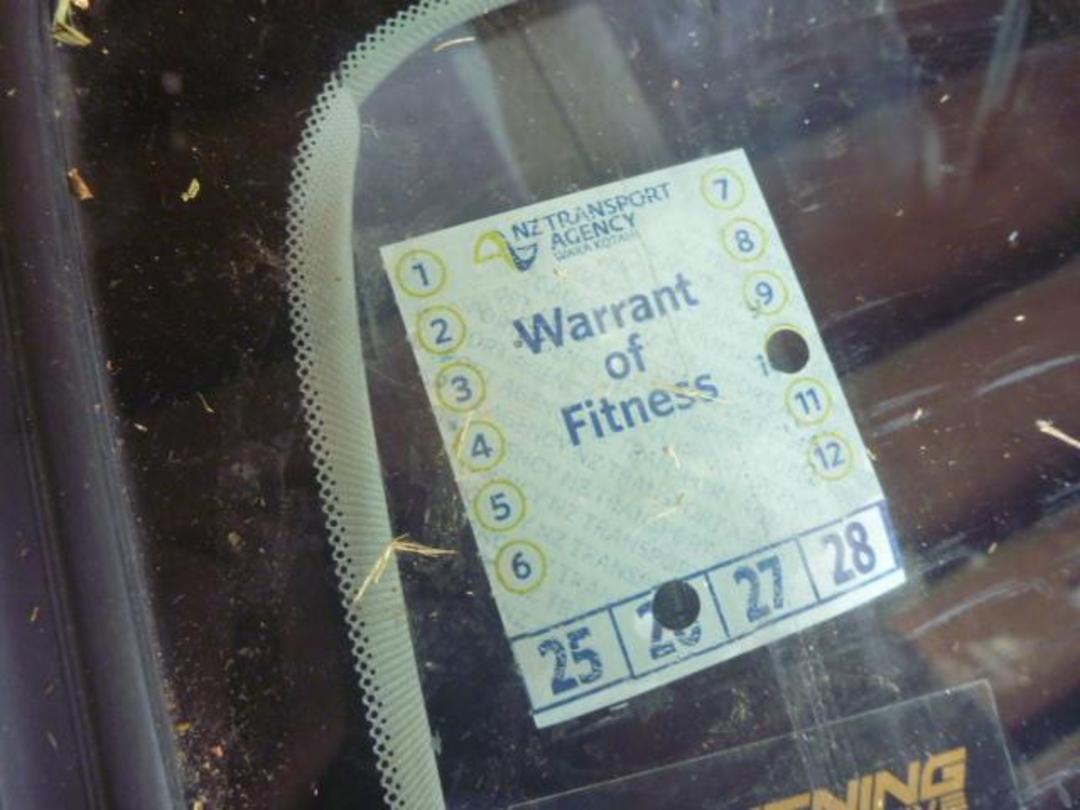 NZ TRANSPORT
AGENCY
WAKA KOTAHI
Warrant
of
Fitness
1
2
3
4
5
6
7
8
9
11
12
25
26
27
28